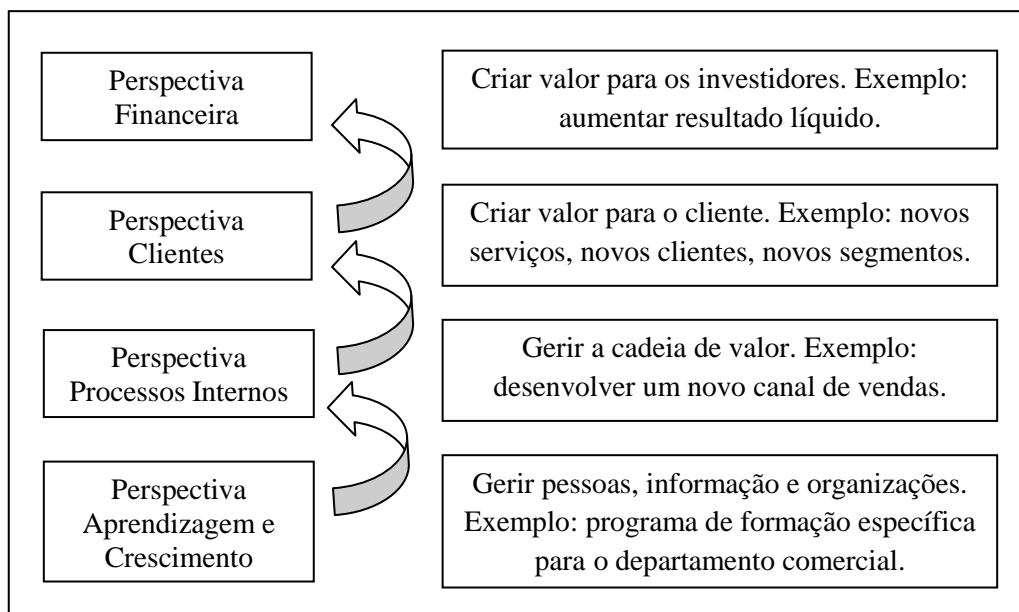 Perspectiva
Financeira
Criar valor para os investidores. Exemplo:
aumentar resultado líquido.
Perspectiva
Clientes
Criar valor para o cliente. Exemplo: novos
serviços, novos clientes, novos segmentos.
Perspectiva
Processos Internos
Gerir a cadeia de valor. Exemplo:
desenvolver um novo canal de vendas.
Perspectiva
Aprendizagem e
Crescimento
Gerir pessoas, informação e organizações.
Exemplo: programa de formação específica
para o departamento comercial.